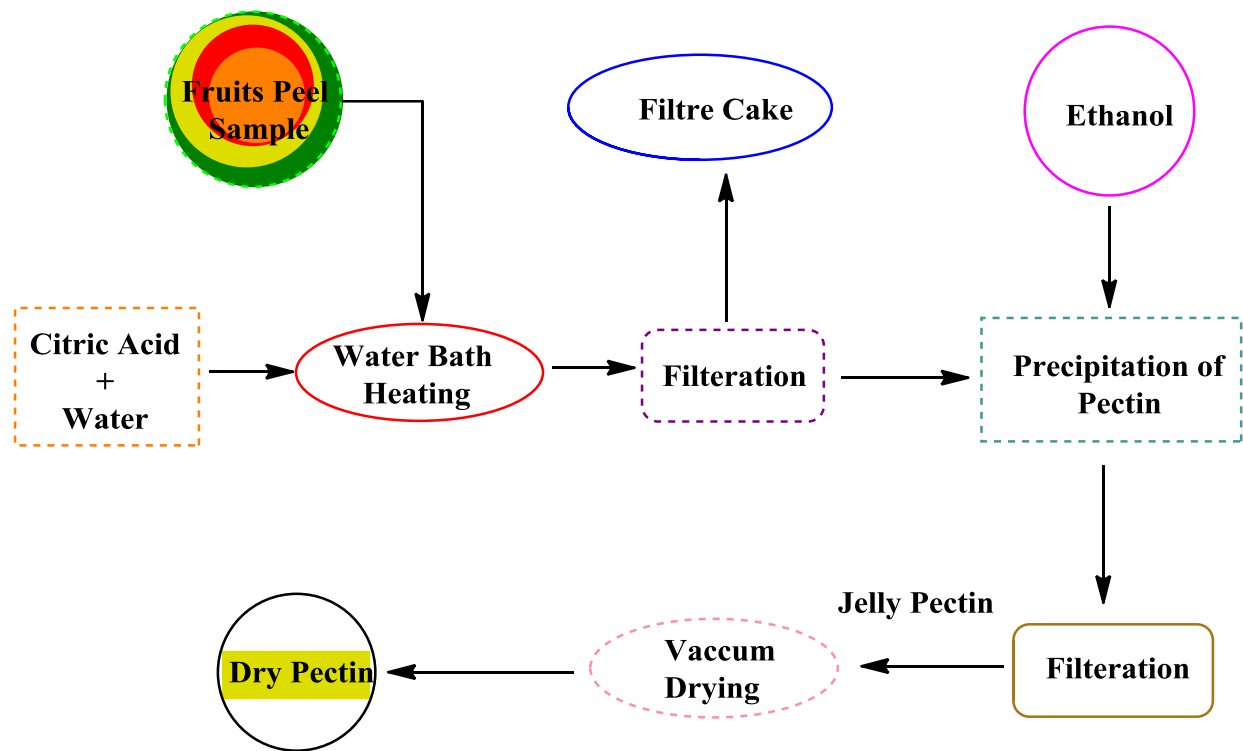 Fruits Peel
Sample
Filtre Cake
Ethanol
Citric Acid
+
Water
Water Bath
Heating
Filteration
Precipitation of
Pectin
Jelly Pectin
Dry Pectin
Vaccum
Drying
Filteration